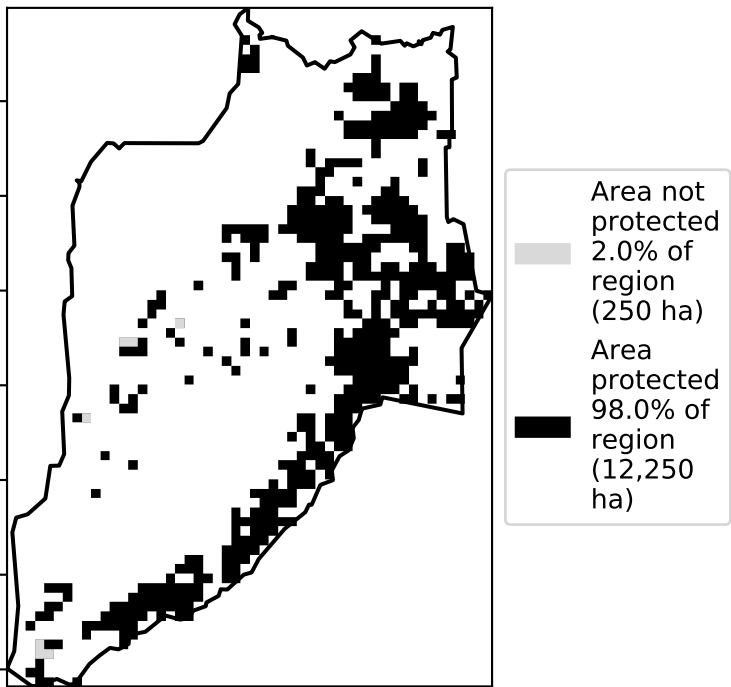 Area not
protected
2.0% of
region
(250 ha)
Area
protected
98.0% of
region
(12,250
ha)